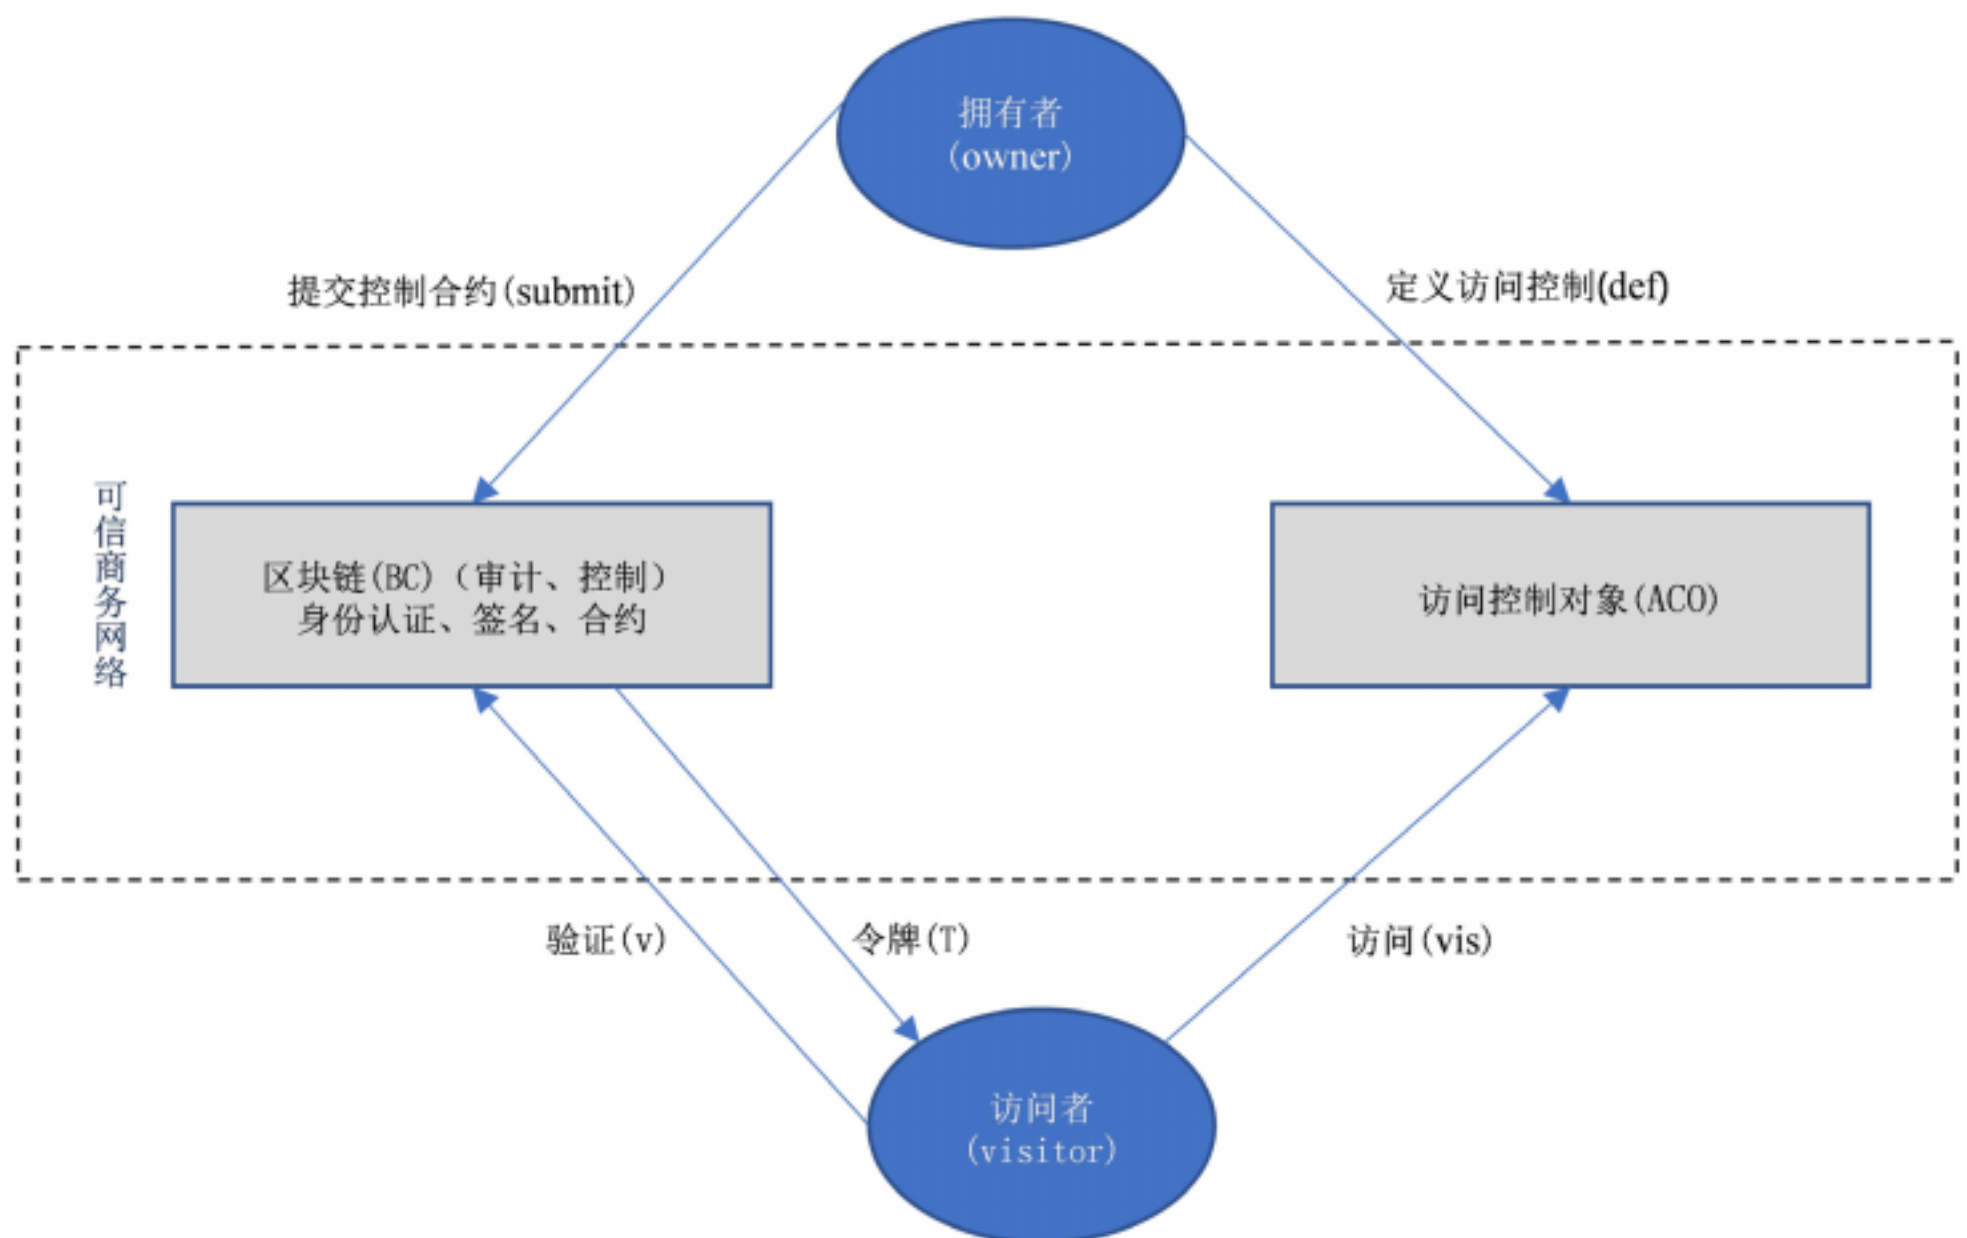 拥有者
(owner)
提交控制合约(submit)
定义访问控制(def)
可信商务网络
区块链(BC)（审计、控制）
身份认证、签名、合约
访问控制对象(ACO)
验证(v)
令牌(T)
访问(vis)
访问者
(visitor)